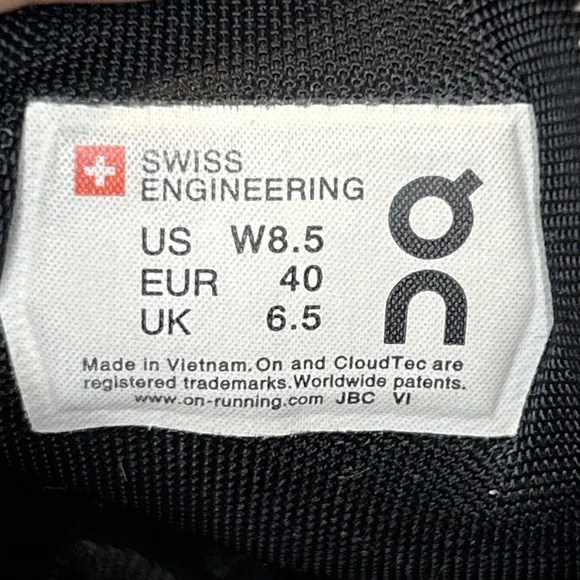 SWISS
ENGINEERING
US W8.5
EUR 40
UK 6.5
On
Made in Vietnam. On and CloudTec are
registered trademarks. Worldwide patents.
www.on-running.com JBC VI